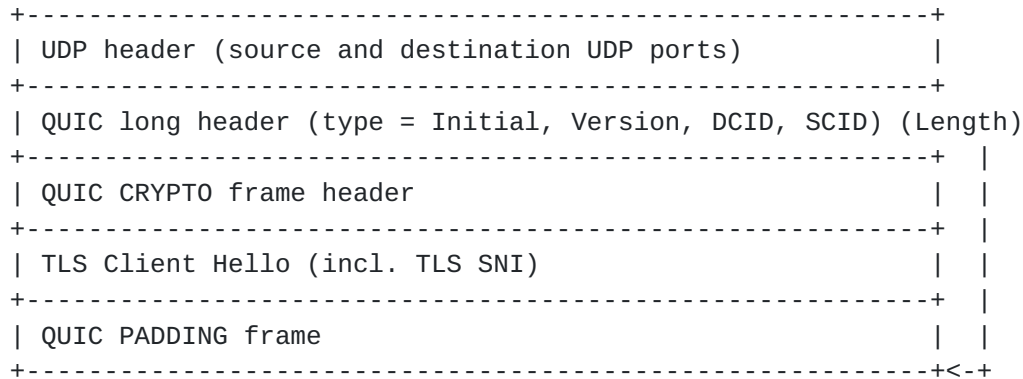 +----------------------------------------------------------+
| UDP header (source and destination UDP ports)            |
+----------------------------------------------------------+
| QUIC long header (type = Initial, Version, DCID, SCID) (Length)
+----------------------------------------------------------+  |
| QUIC CRYPTO frame header                                 |  |
+----------------------------------------------------------+  |
| TLS Client Hello (incl. TLS SNI)                         |  |
+----------------------------------------------------------+  |
| QUIC PADDING frame                                       |  |
+----------------------------------------------------------+<-+